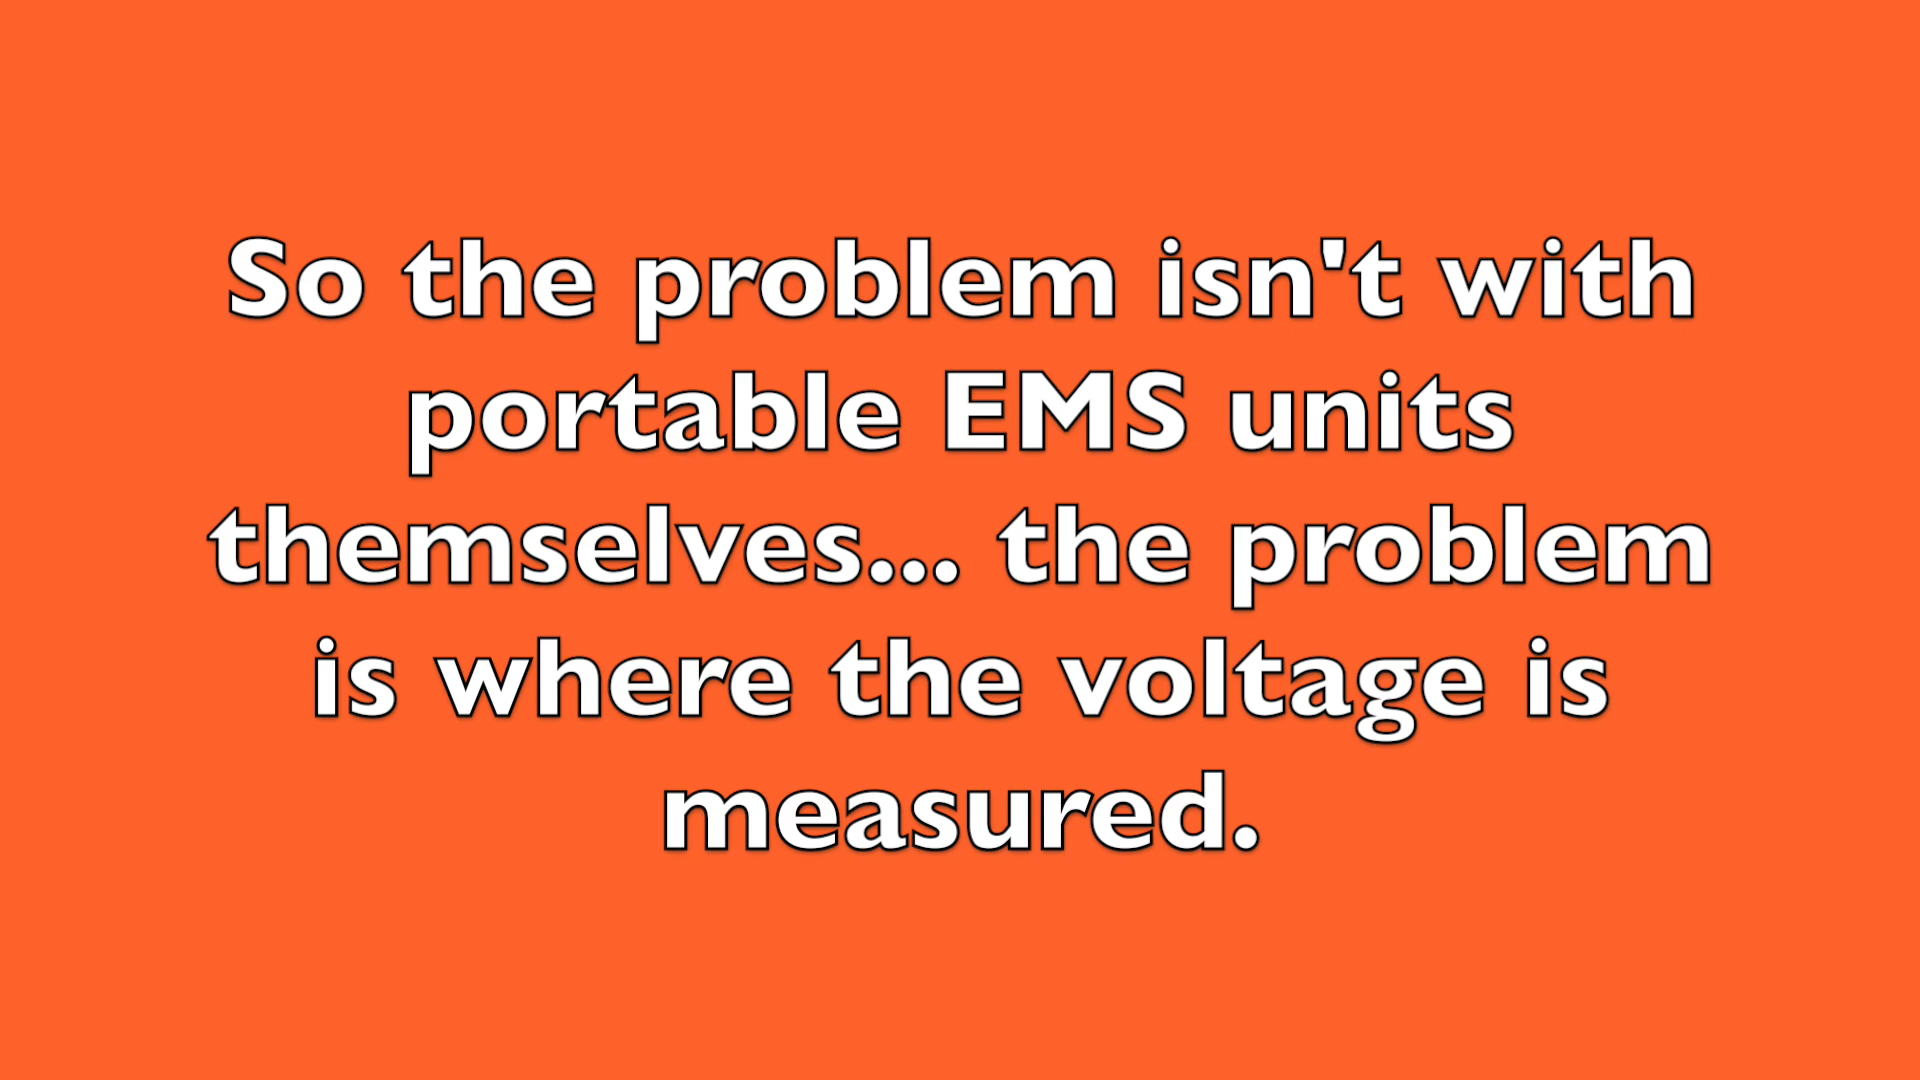 So the problem isn't with
portable EMS units
themselves... the problem
is where the voltage is
measured.